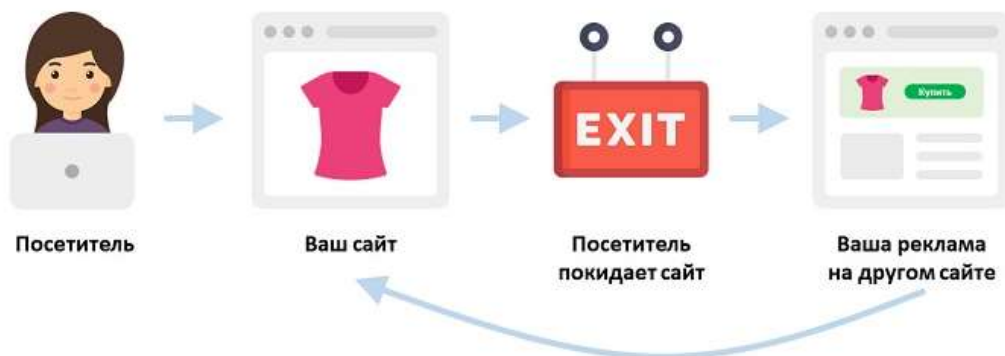 Купить
EXIT
Посетитель
Ваш сайт
Посетитель
покидает сайт
Ваша реклама
на другом сайте